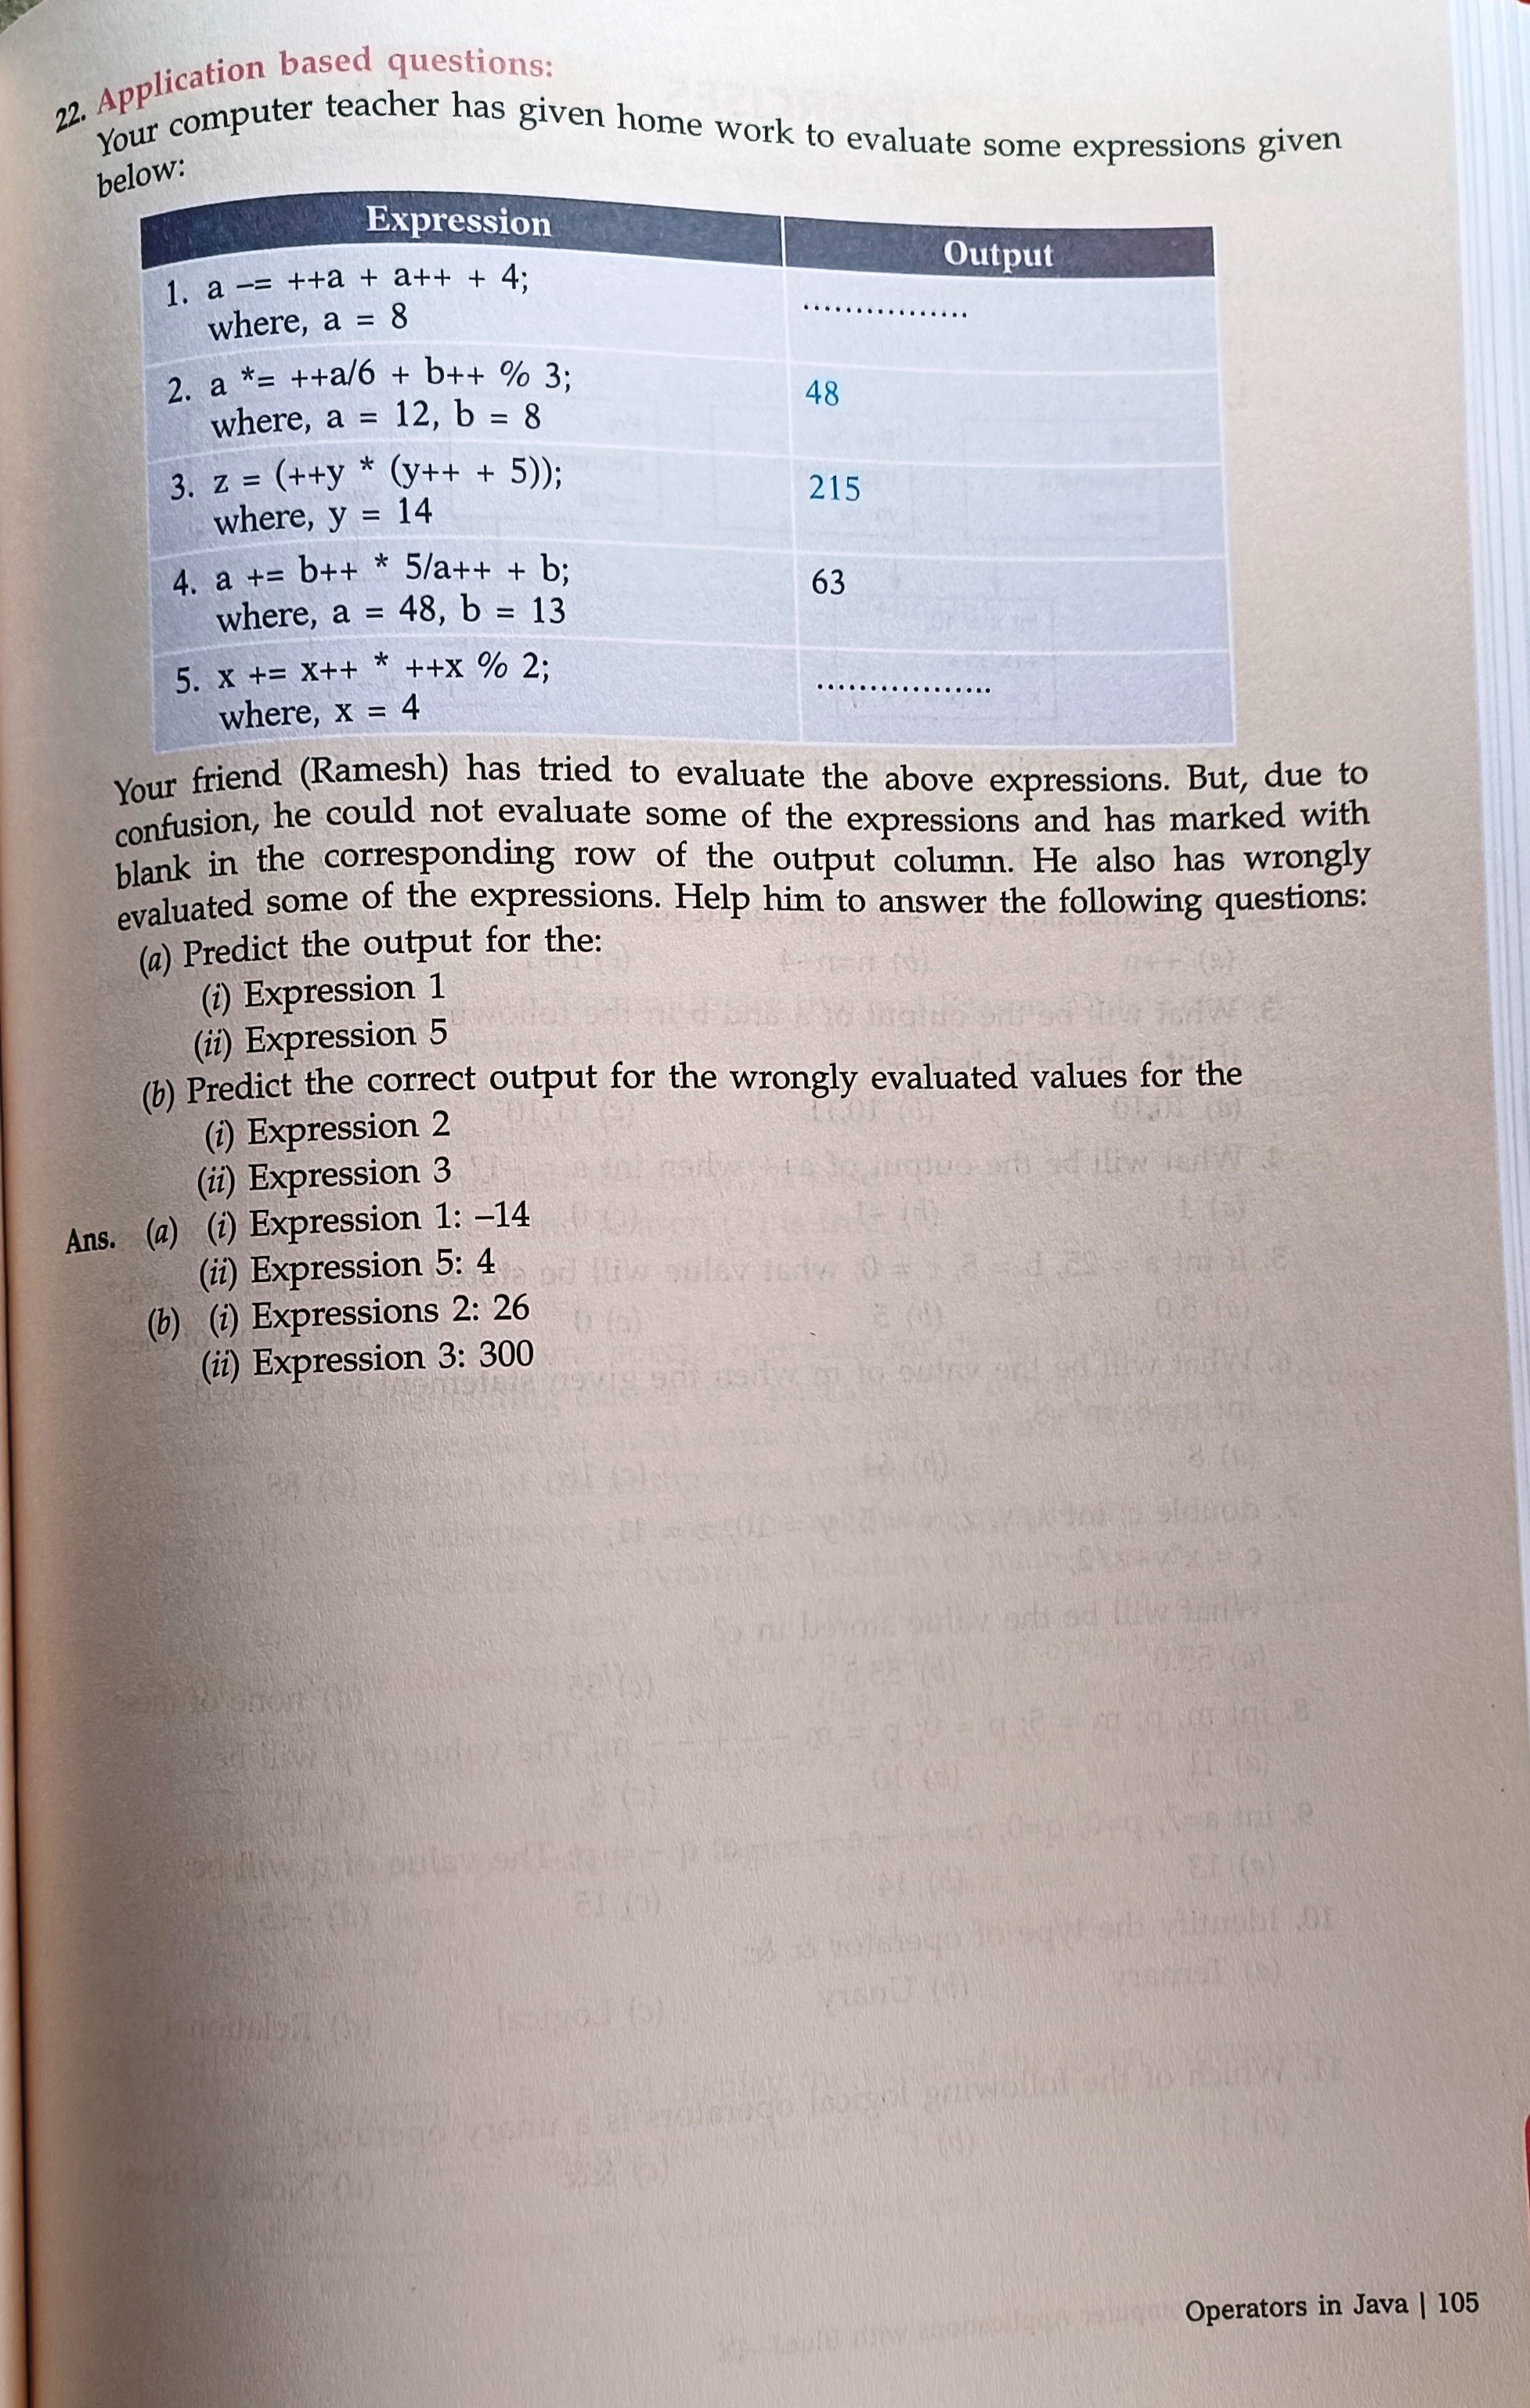 22. Application based questions:
Your computer teacher has given home work to evaluate some expressions given
below:
Expression
Output
1. a –= ++a + a++ + 4;
where, a = 8
................
2. a *= ++a/6 + b++ % 3;
where, a = 12, b = 8
48
3. z = (++y * (y++ + 5));
where, y = 14
215
4. a += b++ * 5/a++ + b;
where, a = 48, b = 13
63
5. x += x++ * ++x % 2;
where, x = 4
.................
Your friend (Ramesh) has tried to evaluate the above expressions. But, due to
confusion, he could not evaluate some of the expressions and has marked with
blank in the corresponding row of the output column. He also has wrongly
evaluated some of the expressions. Help him to answer the following questions:
(a) Predict the output for the:
(i) Expression 1
(ii) Expression 5
(b) Predict the correct output for the wrongly evaluated values for the
(i) Expression 2
(ii) Expression 3
Ans. (a) (i) Expression 1: –14
(ii) Expression 5: 4
(b) (i) Expressions 2: 26
(ii) Expression 3: 300
Operators in Java | 105